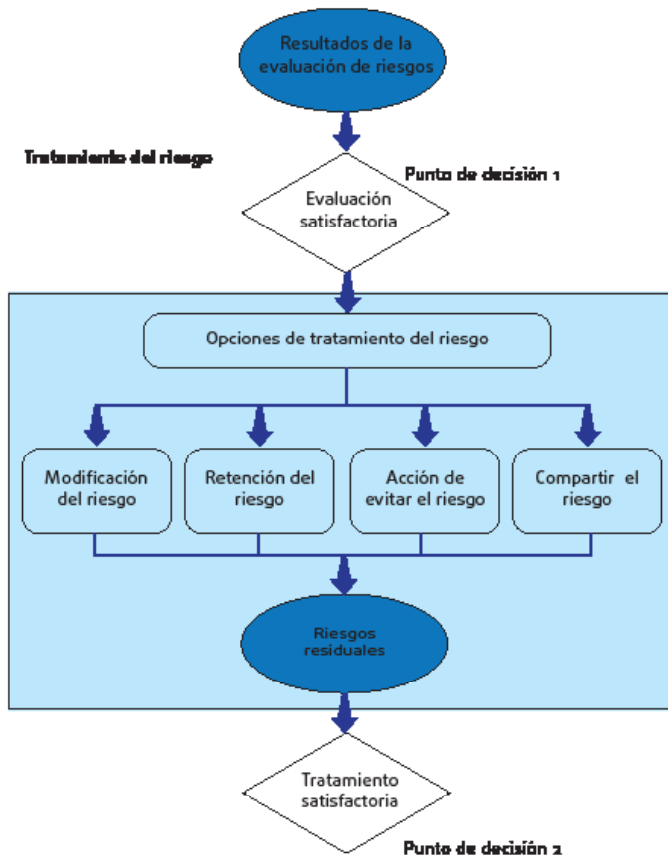 Resultados de la
evaluación de riesgos
Tratamiento del riesgo
Punto de decisión 1
Evaluación
satisfactoria
Opciones de tratamiento del riesgo
Modificación
del riesgo
Retención del
riesgo
Acción de
evitar el riesgo
Compartir el
riesgo
Riesgos
residuales
Tratamiento
satisfactoria
Punto de decisión 2